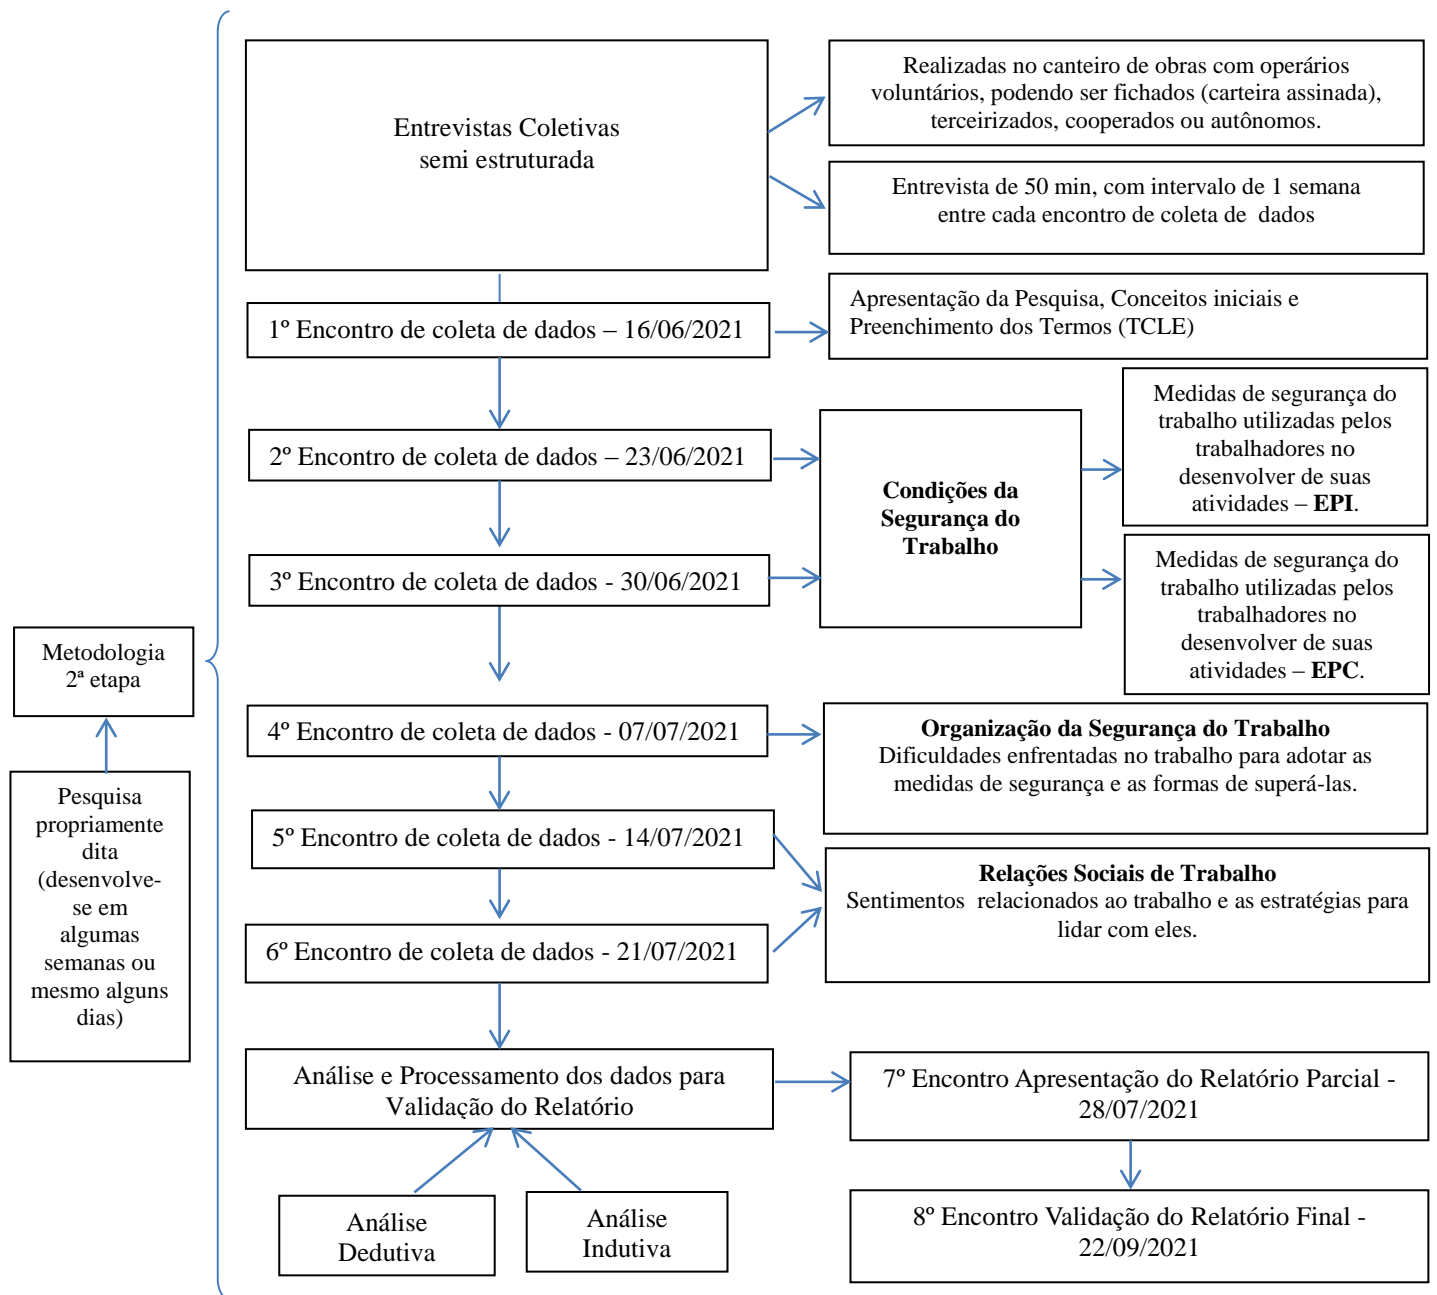 Entrevistas Coletivas
semi estruturada
Realizadas no canteiro de obras com operários
voluntários, podendo ser fichados (carteira assinada),
terceirizados, cooperados ou autônomos.
Entrevista de 50 min, com intervalo de 1 semana
entre cada encontro de coleta de dados
1º Encontro de coleta de dados – 16/06/2021
Apresentação da Pesquisa, Conceitos iniciais e
Preenchimento dos Termos (TCLE)
2º Encontro de coleta de dados – 23/06/2021
3º Encontro de coleta de dados - 30/06/2021
Condições da
Segurança do
Trabalho
Medidas de segurança do
trabalho utilizadas pelos
trabalhadores no
desenvolver de suas
atividades – EPI.
Medidas de segurança do
trabalho utilizadas pelos
trabalhadores no
desenvolver de suas
atividades – EPC.
Metodologia
2ª etapa
Pesquisa
propriamente
dita
(desenvolve-
se em
algumas
semanas ou
mesmo alguns
dias)
4º Encontro de coleta de dados - 07/07/2021
Organização da Segurança do Trabalho
Dificuldades enfrentadas no trabalho para adotar as
medidas de segurança e as formas de superá-las.
5º Encontro de coleta de dados - 14/07/2021
6º Encontro de coleta de dados - 21/07/2021
Relações Sociais de Trabalho
Sentimentos relacionados ao trabalho e as estratégias para
lidar com eles.
Análise e Processamento dos dados para
Validação do Relatório
7º Encontro Apresentação do Relatório Parcial -
28/07/2021
Análise
Dedutiva
Análise
Indutiva
8º Encontro Validação do Relatório Final -
22/09/2021